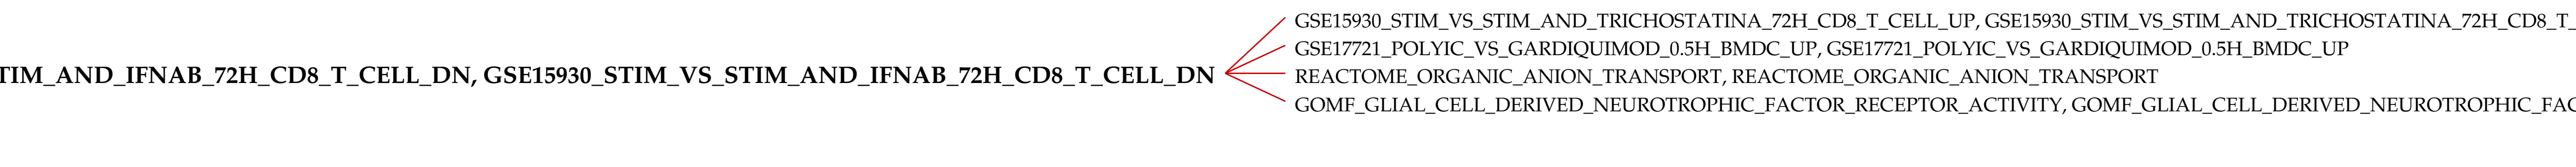 GSE15930_STIM_VS_STIM_AND_TRICHOSTATINA_72H_CD8_T_CELL_UP, GSE15930_STIM_VS_STIM_AND_TRICHOSTATINA_72H_CD8_T_
GSE17721_POLYIC_VS_GARDIQUIMOD_0.5H_BMDC_UP, GSE17721_POLYIC_VS_GARDIQUIMOD_0.5H_BMDC_UP
TIM_AND_IFNAB_72H_CD8_T_CELL_DN, GSE15930_STIM_VS_STIM_AND_IFNAB_72H_CD8_T_CELL_DN
REACTOME_ORGANIC_ANION_TRANSPORT, REACTOME_ORGANIC_ANION_TRANSPORT
GOMF_GLIAL_CELL_DERIVED_NEUROTROPHIC_FACTOR_RECEPTOR_ACTIVITY, GOMF_GLIAL_CELL_DERIVED_NEUROTROPHIC_FAC